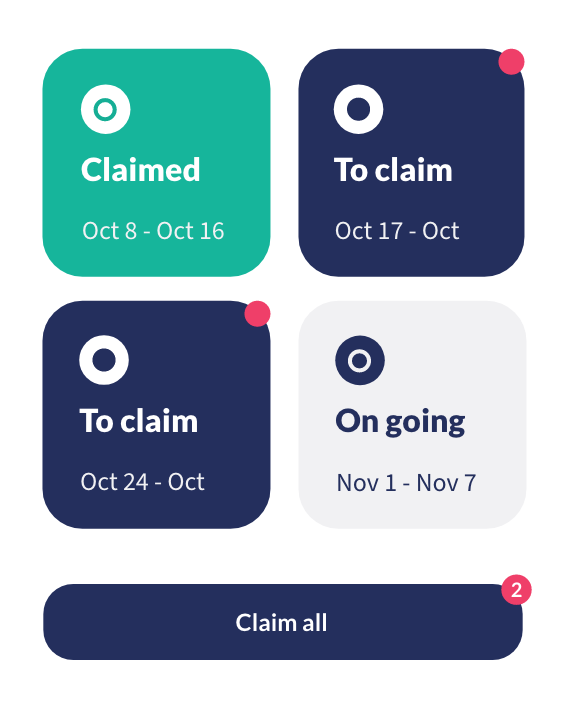 Claimed
Oct 8 - Oct 16
To claim
Oct 17 - Oct
To claim
Oct 24 - Oct
On going
Nov 1 - Nov 7
2
Claim all